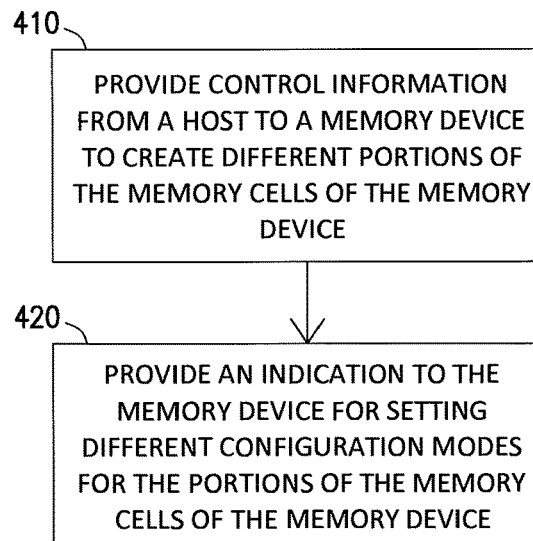 410
PROVIDE CONTROL INFORMATION
FROM A HOST TO A MEMORY DEVICE
TO CREATE DIFFERENT PORTIONS OF
THE MEMORY CELLS OF THE MEMORY
DEVICE
420
PROVIDE AN INDICATION TO THE
MEMORY DEVICE FOR SETTING
DIFFERENT CONFIGURATION MODES
FOR THE PORTIONS OF THE MEMORY
CELLS OF THE MEMORY DEVICE